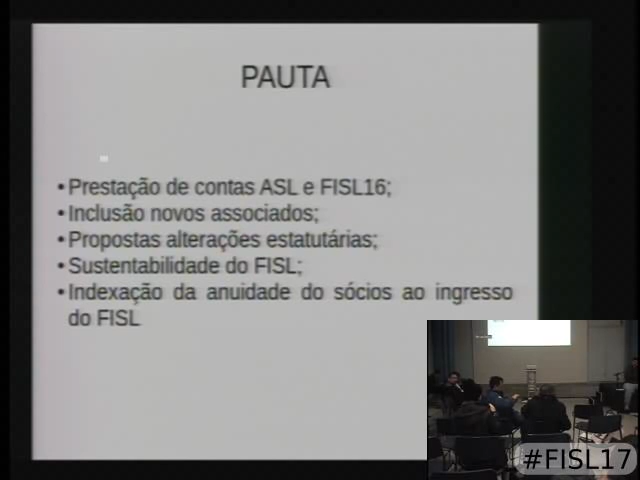 PAUTA
•Prestação de contas ASL e FISL16;
•Inclusão novos associados;
•Propostas alterações estatutárias;
•Sustentabilidade do FISL;
•Indexação da anuidade do sócios ao ingresso
do FISL
#FISL17